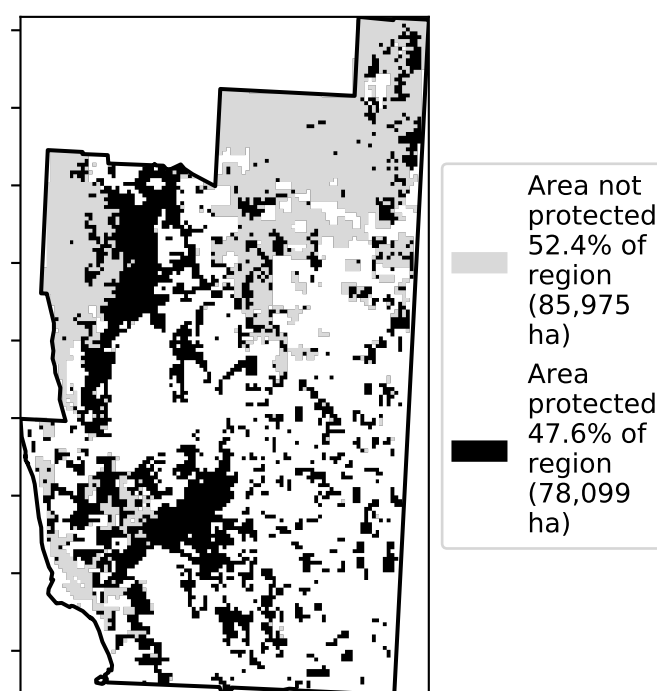 Area not
protected
52.4% of
region
(85,975
ha)
Area
protected
47.6% of
region
(78,099
ha)